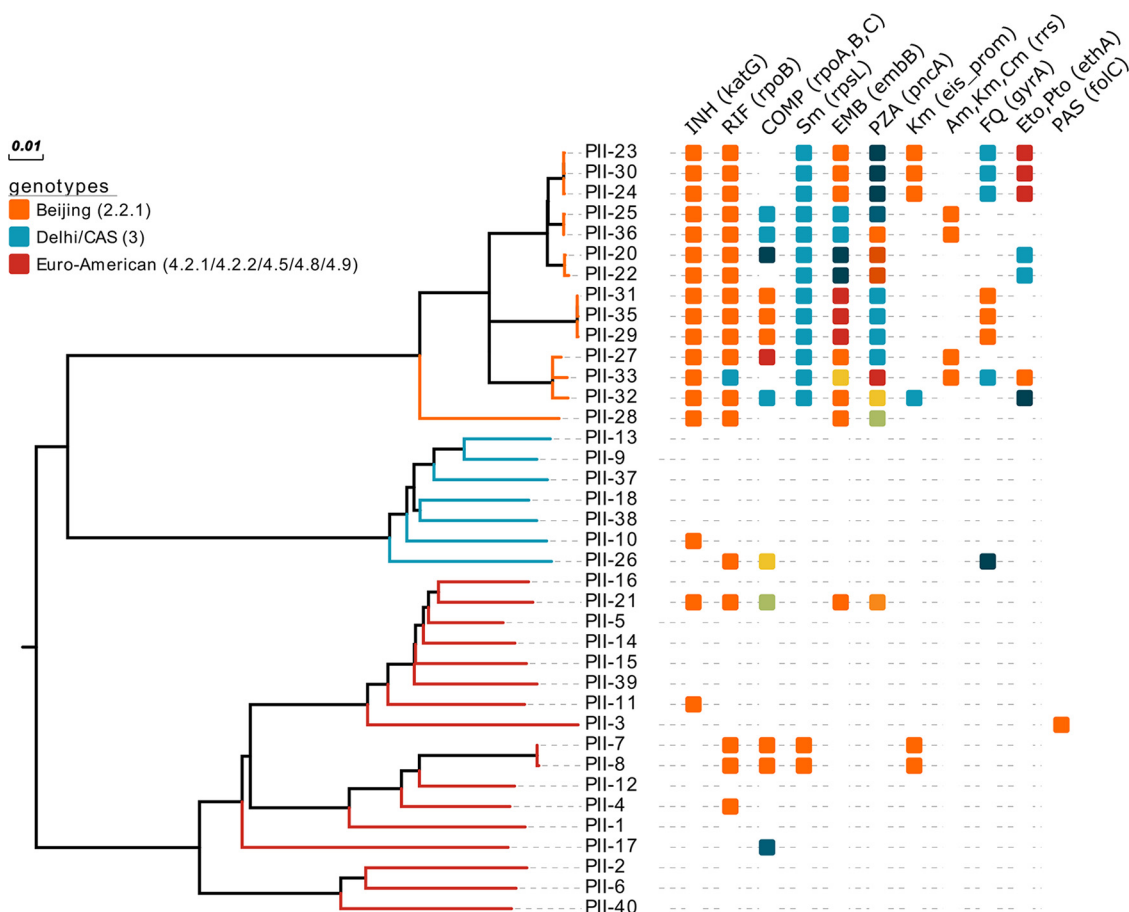 INH (katG)
RIF (rpoB)
COMP (rpoA,B,C)
Sm (rpsL)
EMB (embB)
PZA (pncA)
Km (eis_prom)
Am,Km,Cm (rrs)
FQ (gyrA)
Eto,Pto (ethA)
PAS (folC)
0.01
genotypes
Beijing (2.2.1)
Delhi/CAS (3)
Euro-American (4.2.1/4.2.2/4.5/4.8/4.9)
PII-23
PII-30
PII-24
PII-25
PII-36
PII-20
PII-22
PII-31
PII-35
PII-29
PII-27
PII-33
PII-32
PII-28
PII-13
PII-9
PII-37
PII-18
PII-38
PII-10
PII-26
PII-16
PII-21
PII-5
PII-14
PII-15
PII-39
PII-11
PII-3
PII-7
PII-8
PII-12
PII-4
PII-1
PII-17
PII-2
PII-6
PII-40